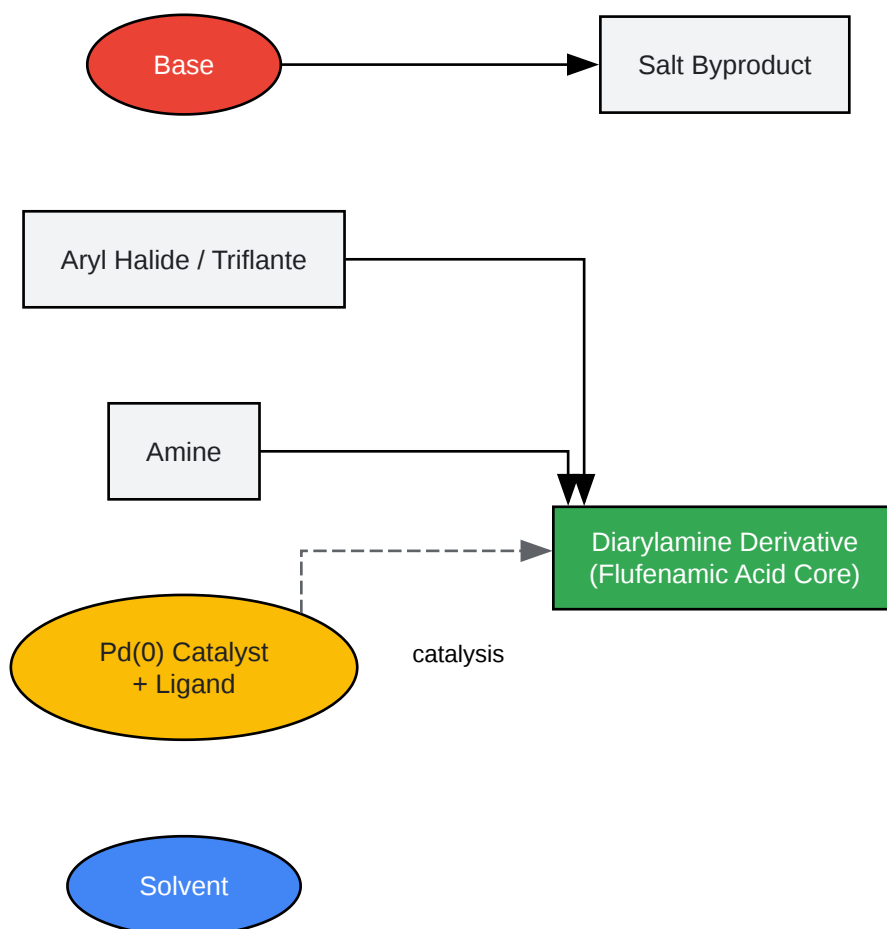 Base
Salt Byproduct
Aryl Halide / Triflante
Amine
Diarylamine Derivative
(Flufenamic Acid Core)
Pd(0) Catalyst
+ Ligand
catalysis
Solvent